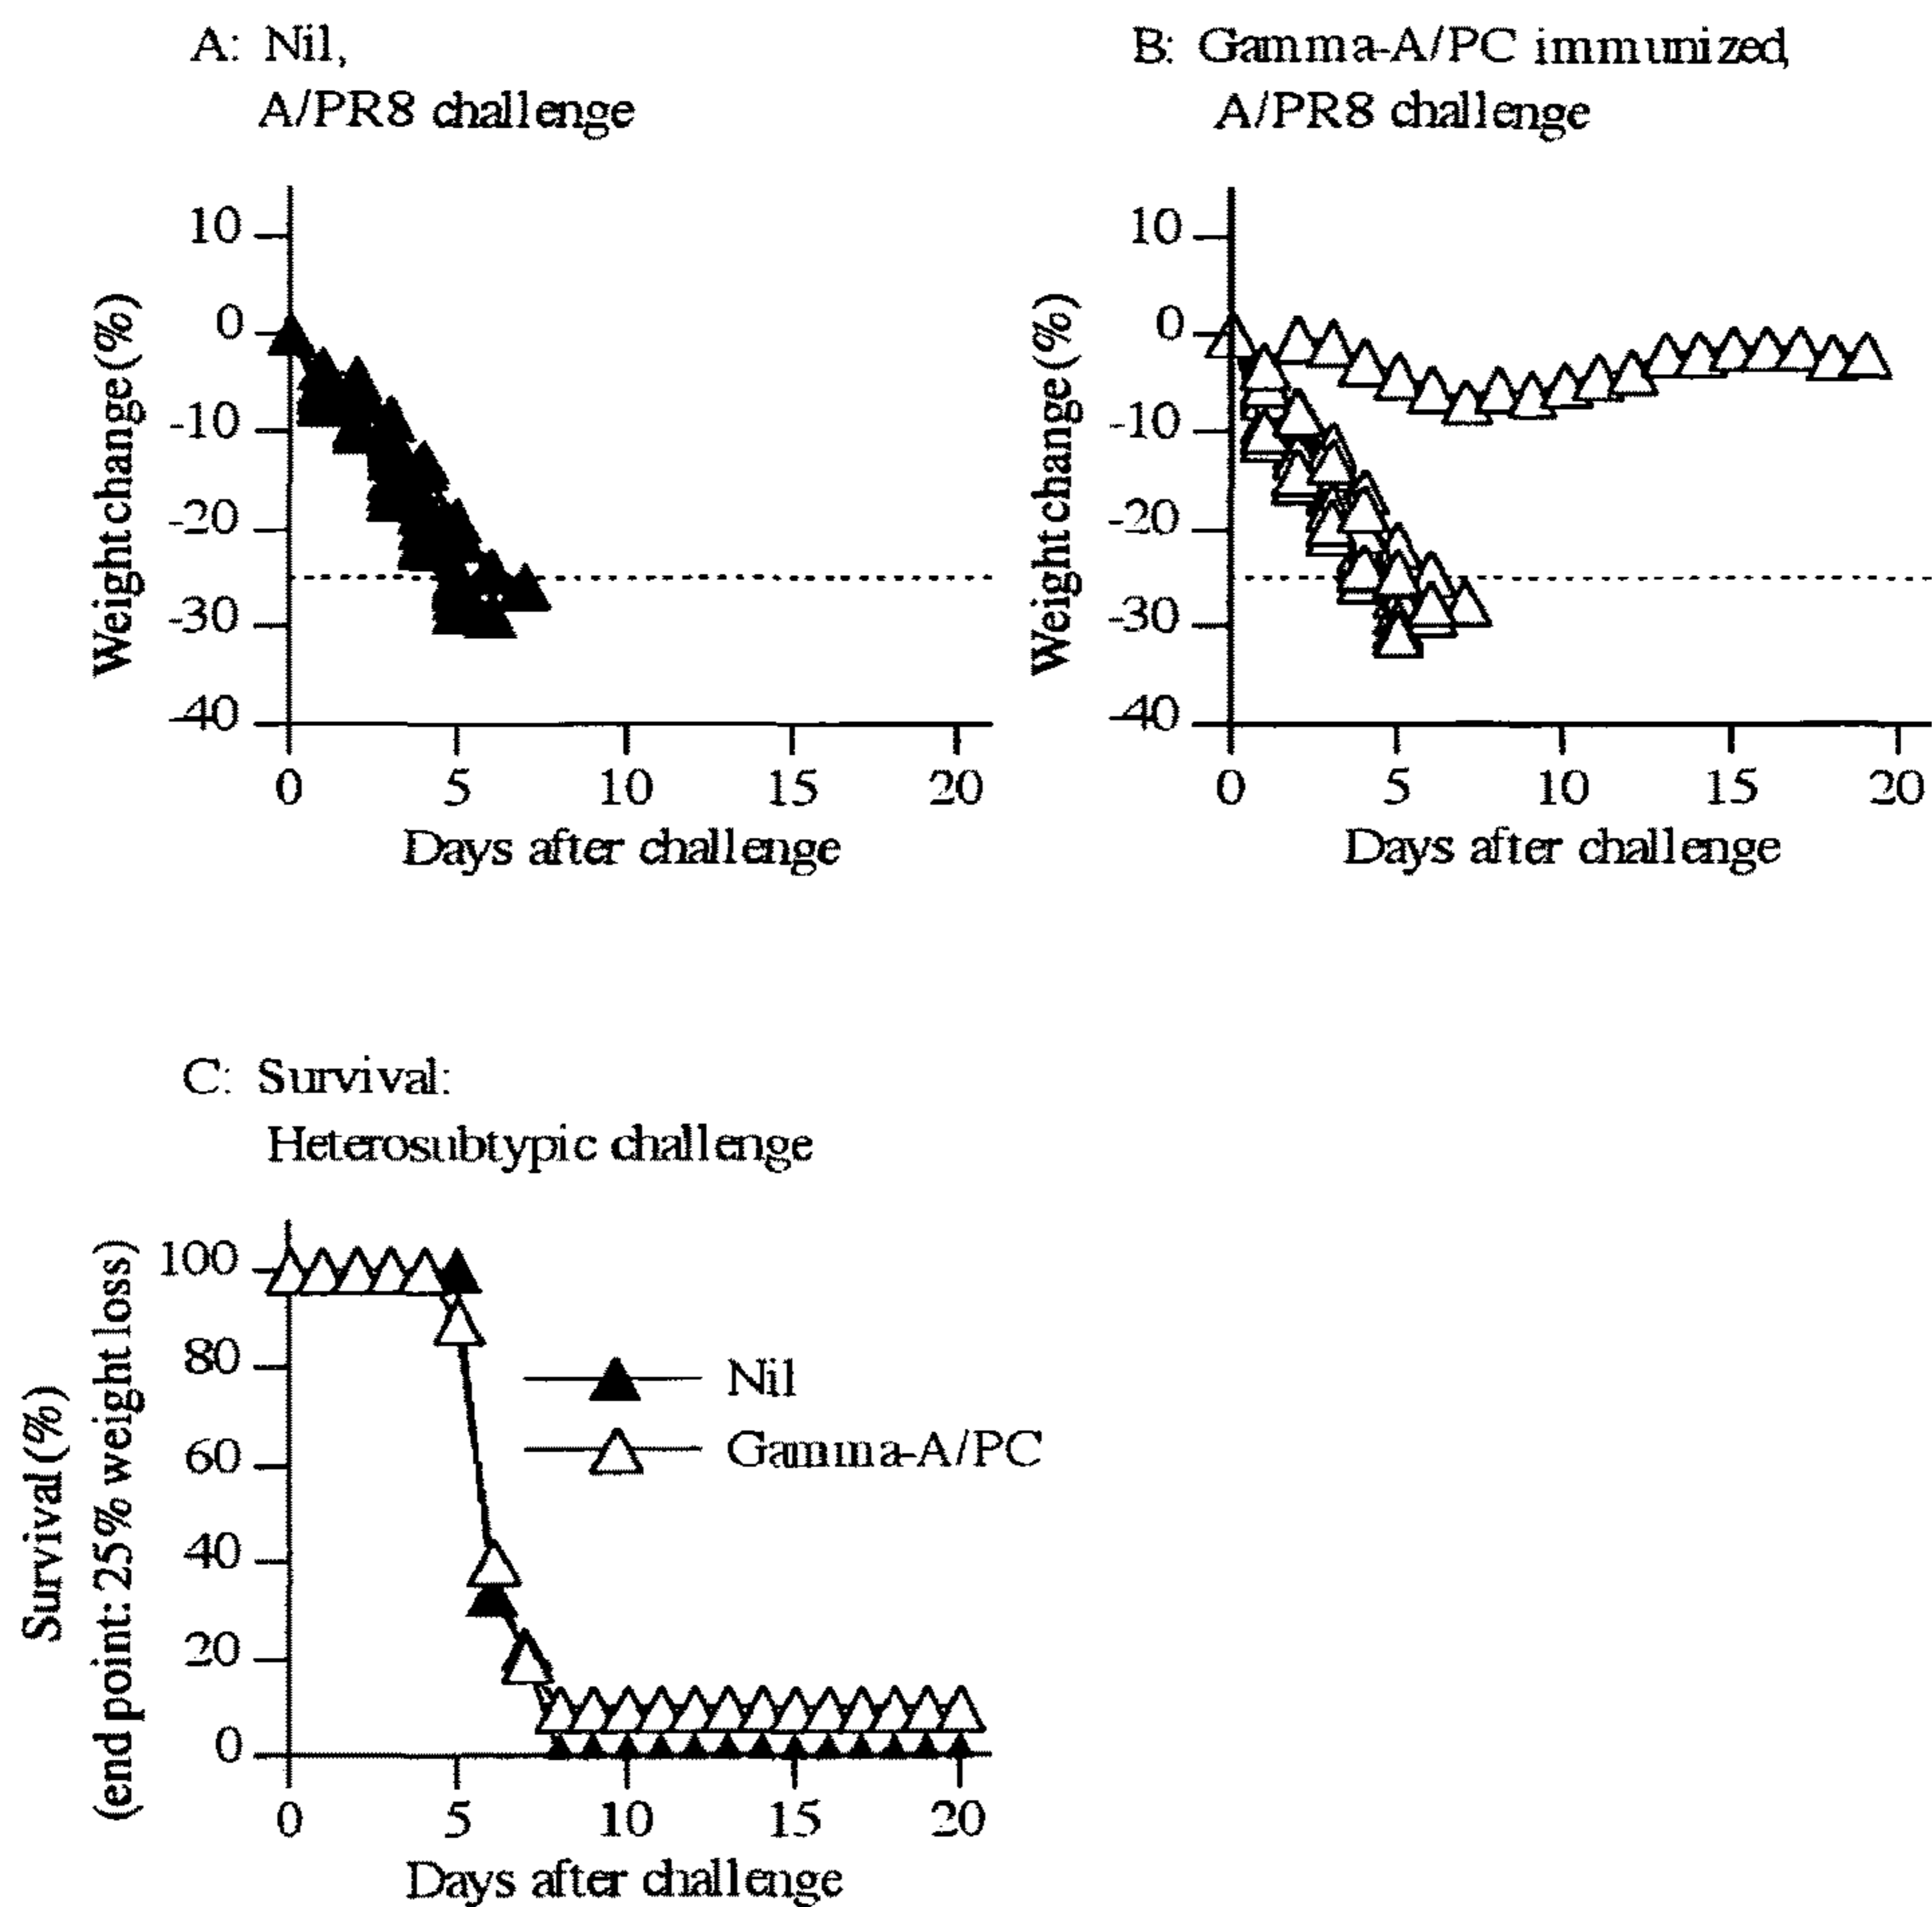 A: Nil,
A/PR8 challenge
Weight change (%)
10
0
-10
-20
-30
-40
0 5 10 15 20
Days after challenge
B: Gamma-A/PC immunized,
A/PR8 challenge
Weight change (%)
10
0
-10
-20
-30
-40
0 5 10 15 20
Days after challenge
C: Survival:
Heterosubtypic challenge
Survival (%)
(end point: 25% weight loss)
100
80
60
40
20
0
Nil
Gamma-A/PC
0 5 10 15 20
Days after challenge